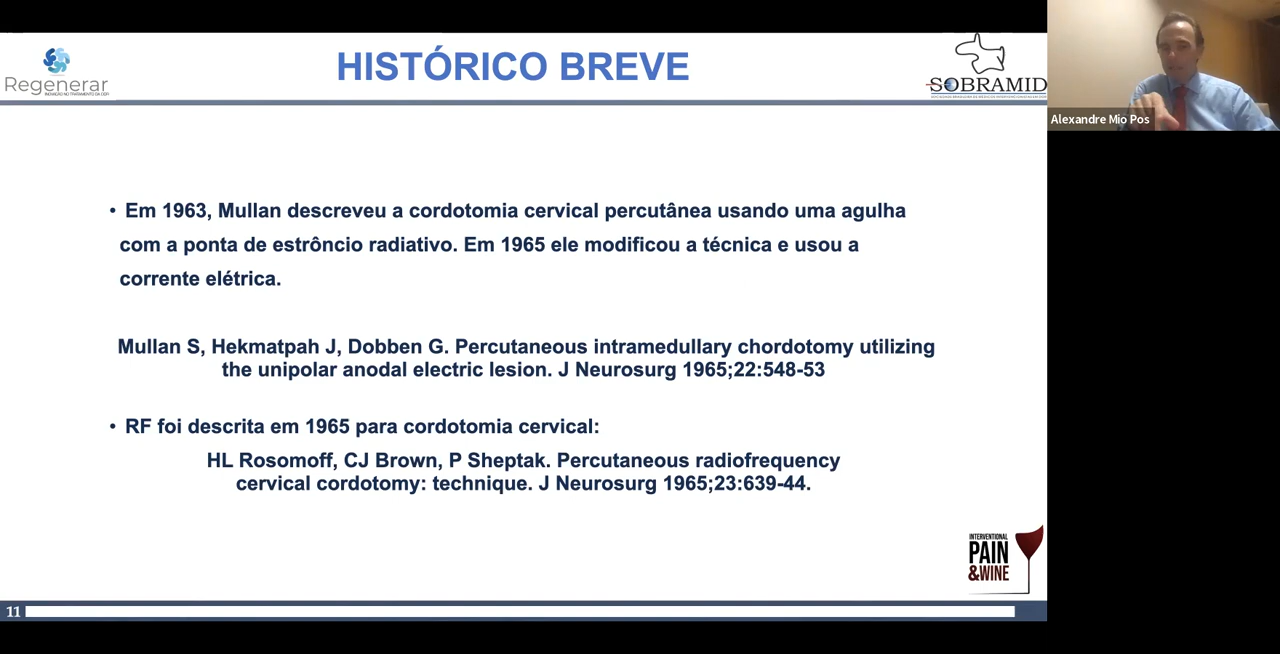 HISTÓRICO BREVE
Regenerar
SOBRAMID
Alexandre Mio Pos
• Em 1963, Mullan descreveu a cordotomia cervical percutânea usando uma agulha
com a ponta de estrôncio radiativo. Em 1965 ele modificou a técnica e usou a
corrente elétrica.
Mullan S, Hekmatpah J, Dobben G. Percutaneous intramedullary chordotomy utilizing
the unipolar anodal electric lesion. J Neurosurg 1965;22:548-53
• RF foi descrita em 1965 para cordotomia cervical:
HL Rosomoff, CJ Brown, P Sheptak. Percutaneous radiofrequency
cervical cordotomy: technique. J Neurosurg 1965;23:639-44.
INTERVENTIONAL
PAIN
&WINE
11